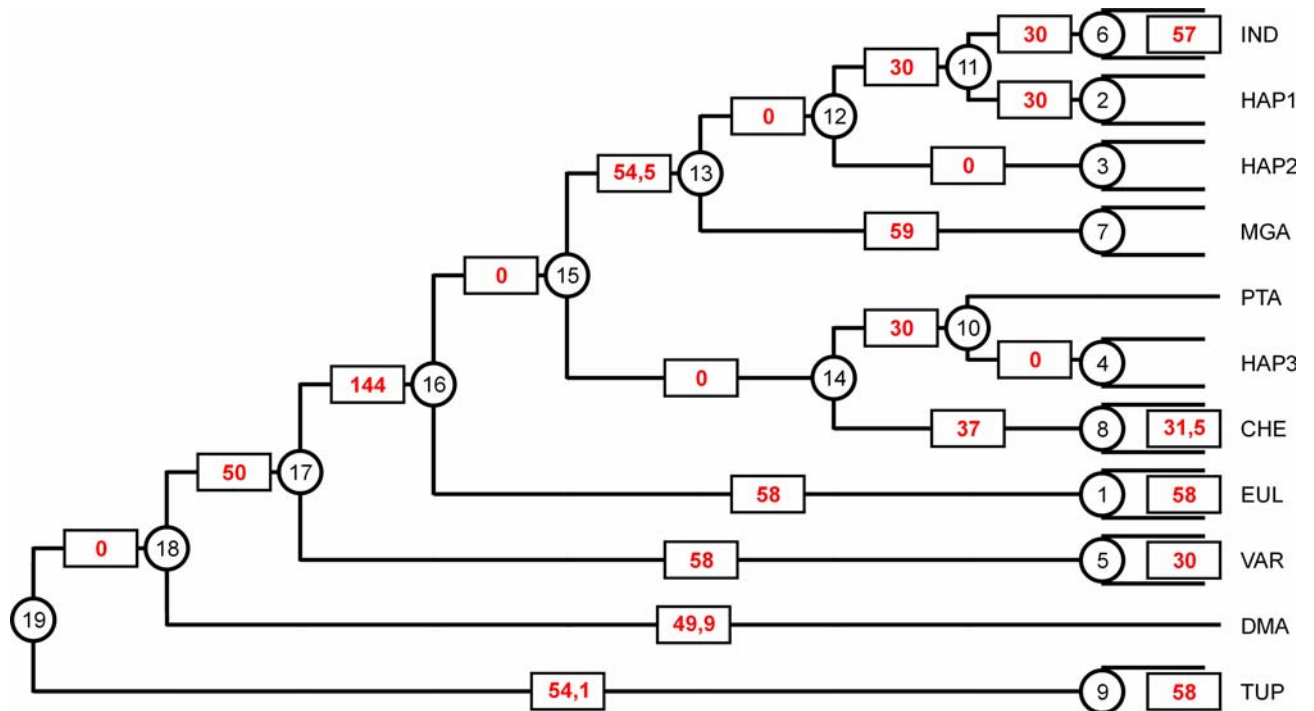 30 6 57 IND
30 11
30 2 HAP1
0 12
0 3 HAP2
54,5 13
59 7 MGA
0 15
PTA
30 10
0 4 HAP3
0 14
144 16
37 8 31,5 CHE
50 17
58 1 58 EUL
0 18
58 5 30 VAR
19
49,9 DMA
54,1 9 58 TUP